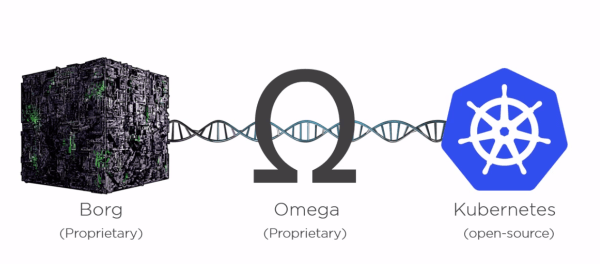 Borg
(Proprietary)
Omega
(Proprietary)
Kubernetes
(open-source)